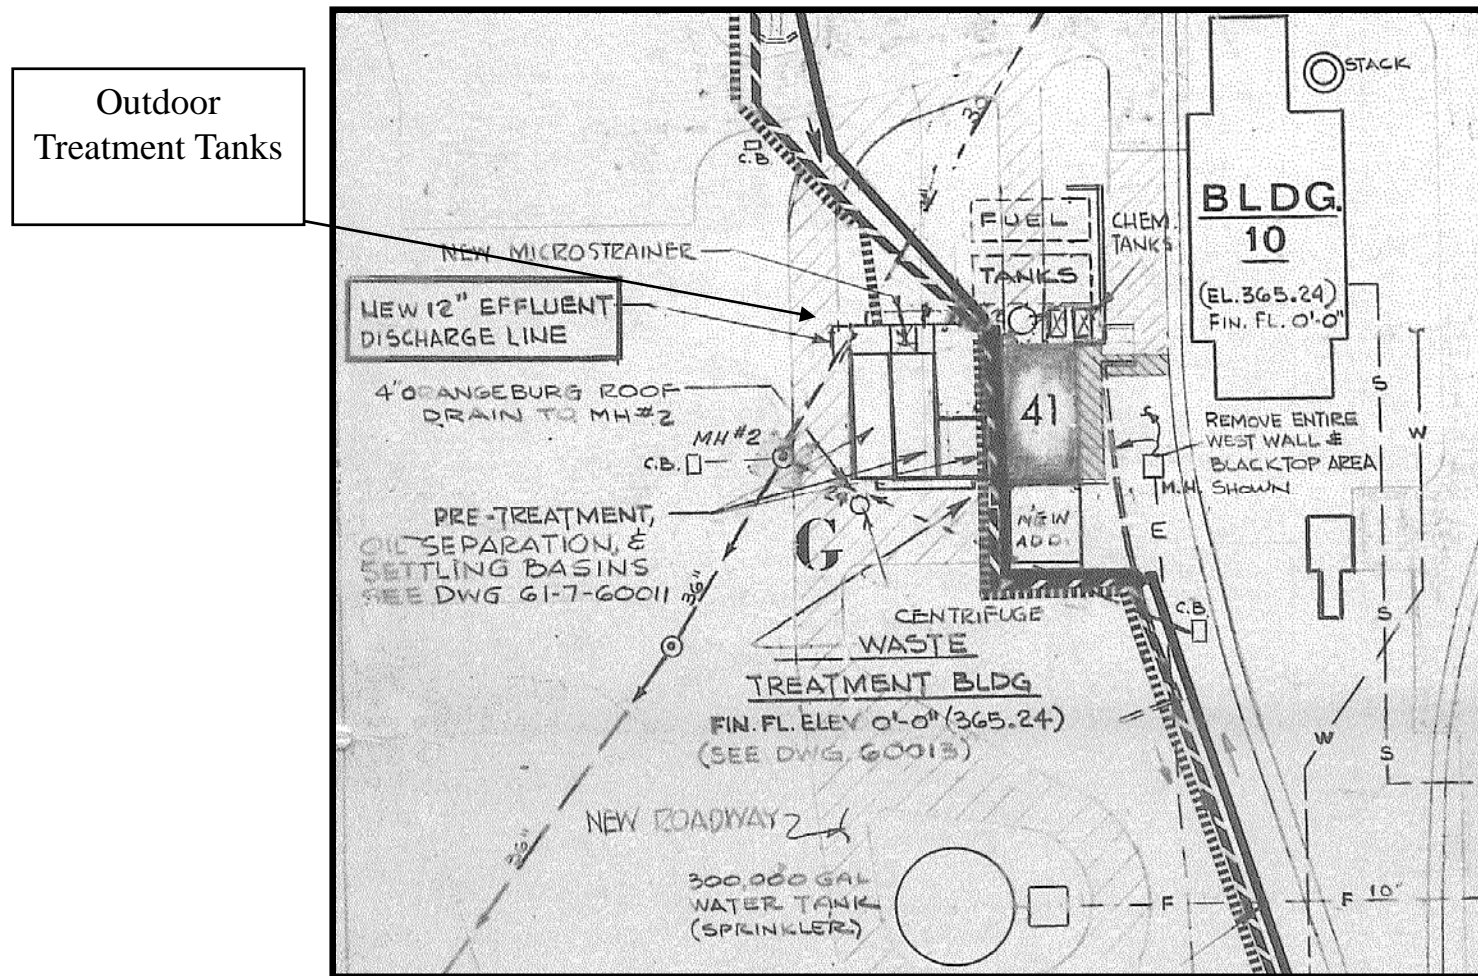 Outdoor
Treatment Tanks
STACK
30
C.B.
BLDG.
10
(EL. 365.24)
FIN. FL. 0'-0"
FUEL
TANKS
CHEM.
TANKS
NEW MICROSTRAINER
NEW 12" EFFLUENT
DISCHARGE LINE
4" ORANGEBURG ROOF
DRAIN TO MH#2
MH #2
C.B.
41
REMOVE ENTIRE
WEST WALL &
BLACKTOP AREA
SHOWN
M.H.
S
W
PRE-TREATMENT,
OIL SEPARATION, &
SETTLING BASINS
SEE DWG 61-7-60011
36"
G
NEW
ADD.
E
C.B.
S
S
CENTRIFUGE
WASTE
TREATMENT BLDG
FIN. FL. ELEV 0'-0" (365.24)
(SEE DWG. 60013)
W
S
NEW ROADWAY
36"
300,000 GAL
WATER TANK
(SPRINKLER)
F
F 10"